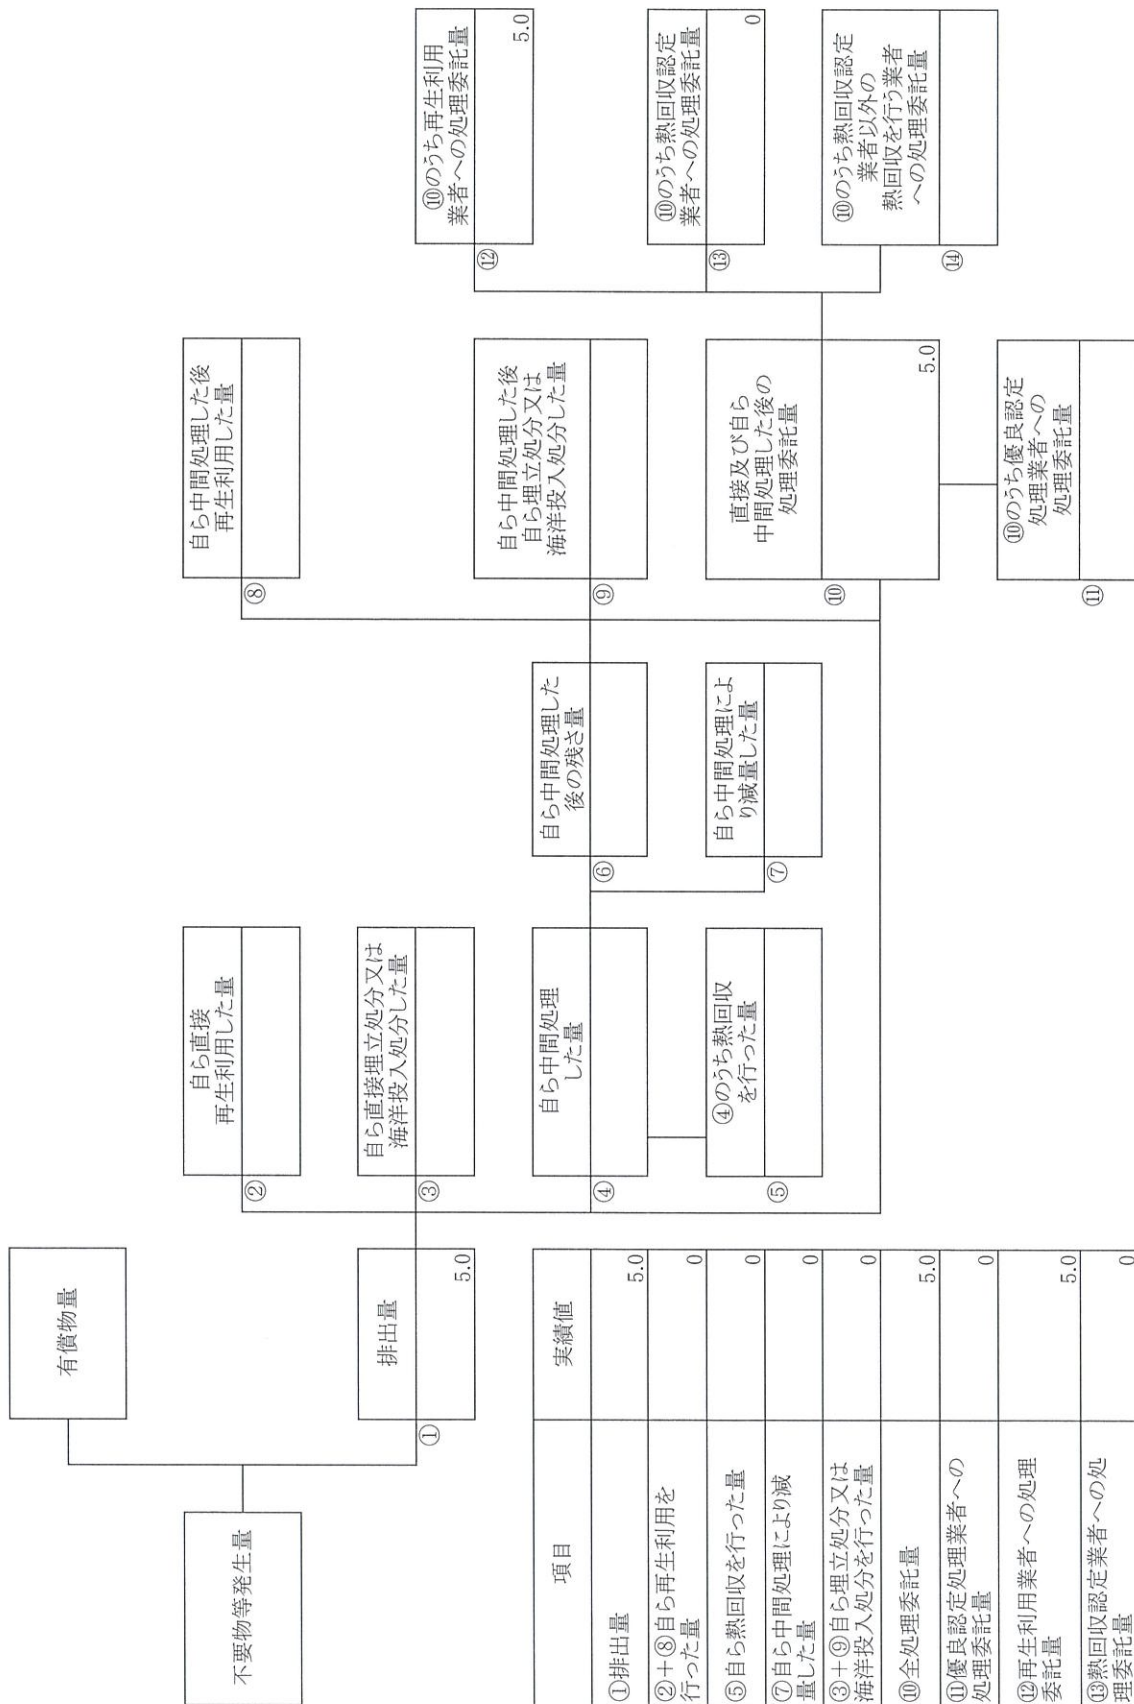 不要物等発生量
有償物量
排出量
①
5.0
自ら直接
再生利用した量
②
自ら直接埋立処分又は
海洋投入処分した量
③
自ら中間処理
した量
④
④のうち熱回収
を行った量
⑤
自ら中間処理した
後の残さ量
⑥
自ら中間処理によ
り減量した量
⑦
自ら中間処理した後
再生利用した量
⑧
自ら中間処理した後
自ら埋立処分又は
海洋投入処分した量
⑨
直接及び自ら
中間処理した後の
処理委託量
⑩
5.0
⑩のうち優良認定
処理業者への
処理委託量
⑪
⑩のうち再生利用
業者への処理委託量
⑫
5.0
⑩のうち熱回収認定
業者への処理委託量
⑬
0
⑩のうち熱回収認定
業者以外の
熱回収を行う業者
への処理委託量
⑭
項目
実績値
①排出量
5.0
②+⑧自ら再生利用を
行った量
0
⑤自ら熱回収を行った量
0
⑦自ら中間処理により減
量した量
0
③+⑨自ら埋立処分又は
海洋投入処分を行った量
0
⑩全処理委託量
5.0
⑪優良認定処理業者への
処理委託量
0
⑫再生利用業者への処理
委託量
5.0
⑬熱回収認定業者への処
理委託量
0